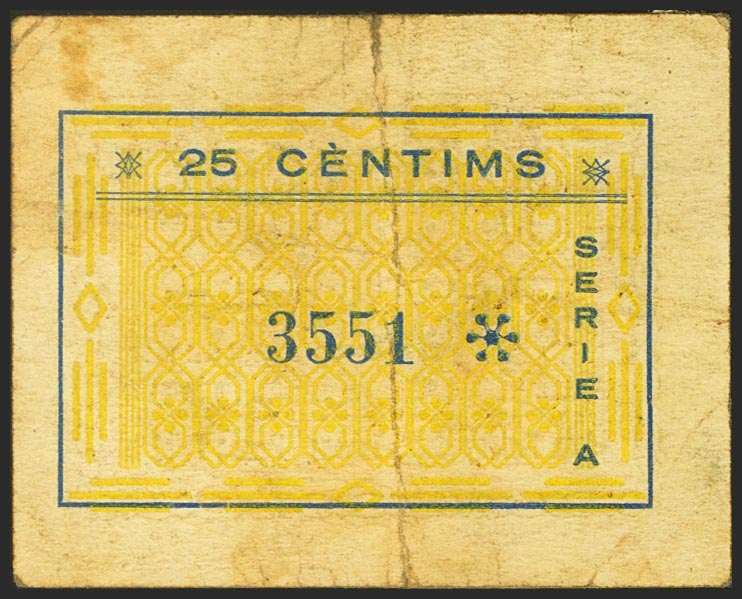 25 CÈNTIMS
3551
SERIE A